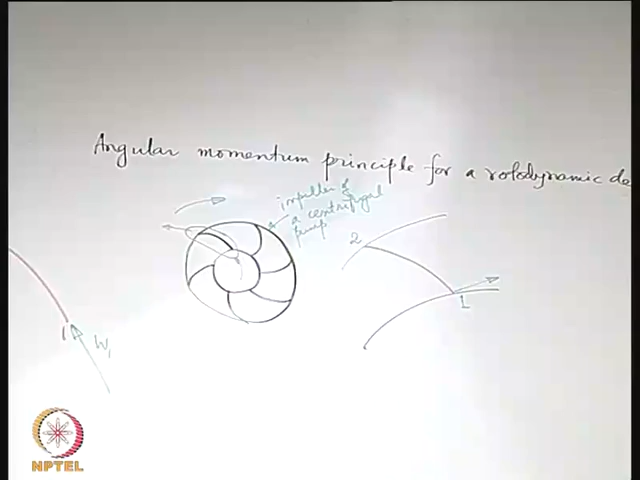 Angular momentum principle for a rotodynamic de
impeller of
a centrifugal
pump
2
1
1
W1
NPTEL